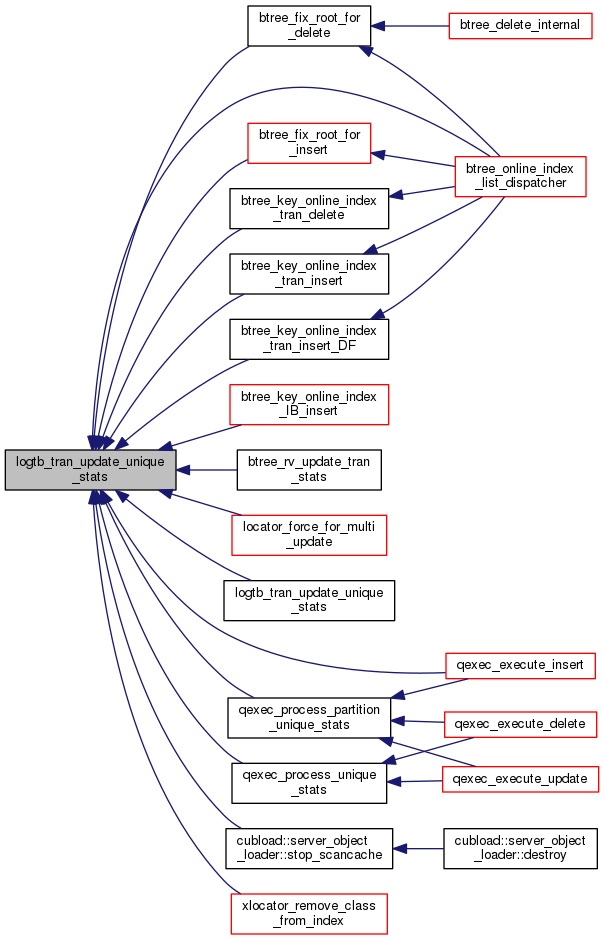 btree_fix_root_for
_delete
btree_delete_internal
btree_fix_root_for
_insert
btree_online_index
_list_dispatcher
btree_key_online_index
_tran_delete
btree_key_online_index
_tran_insert
btree_key_online_index
_tran_insert_DF
btree_key_online_index
_IB_insert
logtb_tran_update_unique
_stats
btree_rv_update_tran
_stats
locator_force_for_multi
_update
logtb_tran_update_unique
_stats
qexec_execute_insert
qexec_process_partition
_unique_stats
qexec_execute_delete
qexec_process_unique
_stats
qexec_execute_update
cubload::server_object
_loader::stop_scancache
cubload::server_object
_loader::destroy
xlocator_remove_class
_from_index